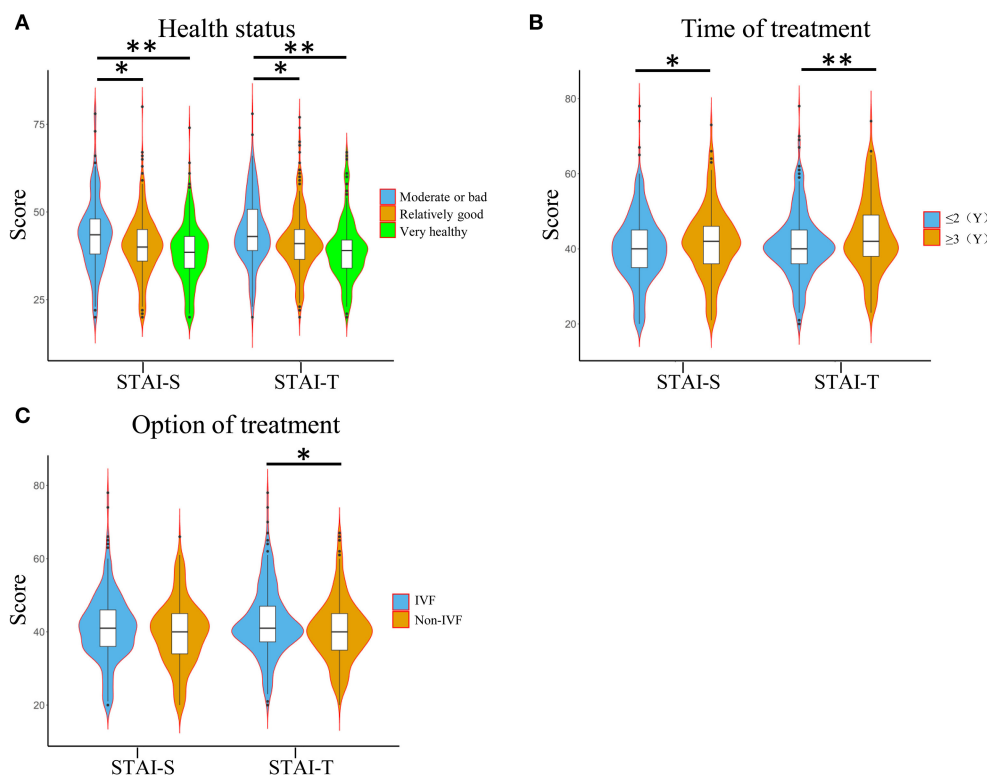 A
Health status
**
**
*
*
75
50
25
Score
Moderate or bad
Relatively good
Very healthy
STAI-S
STAI-T
B
Time of treatment
*
**
80
60
40
20
Score
≤2（Y）
≥3（Y）
STAI-S
STAI-T
C
Option of treatment
*
80
60
40
20
Score
IVF
Non-IVF
STAI-S
STAI-T